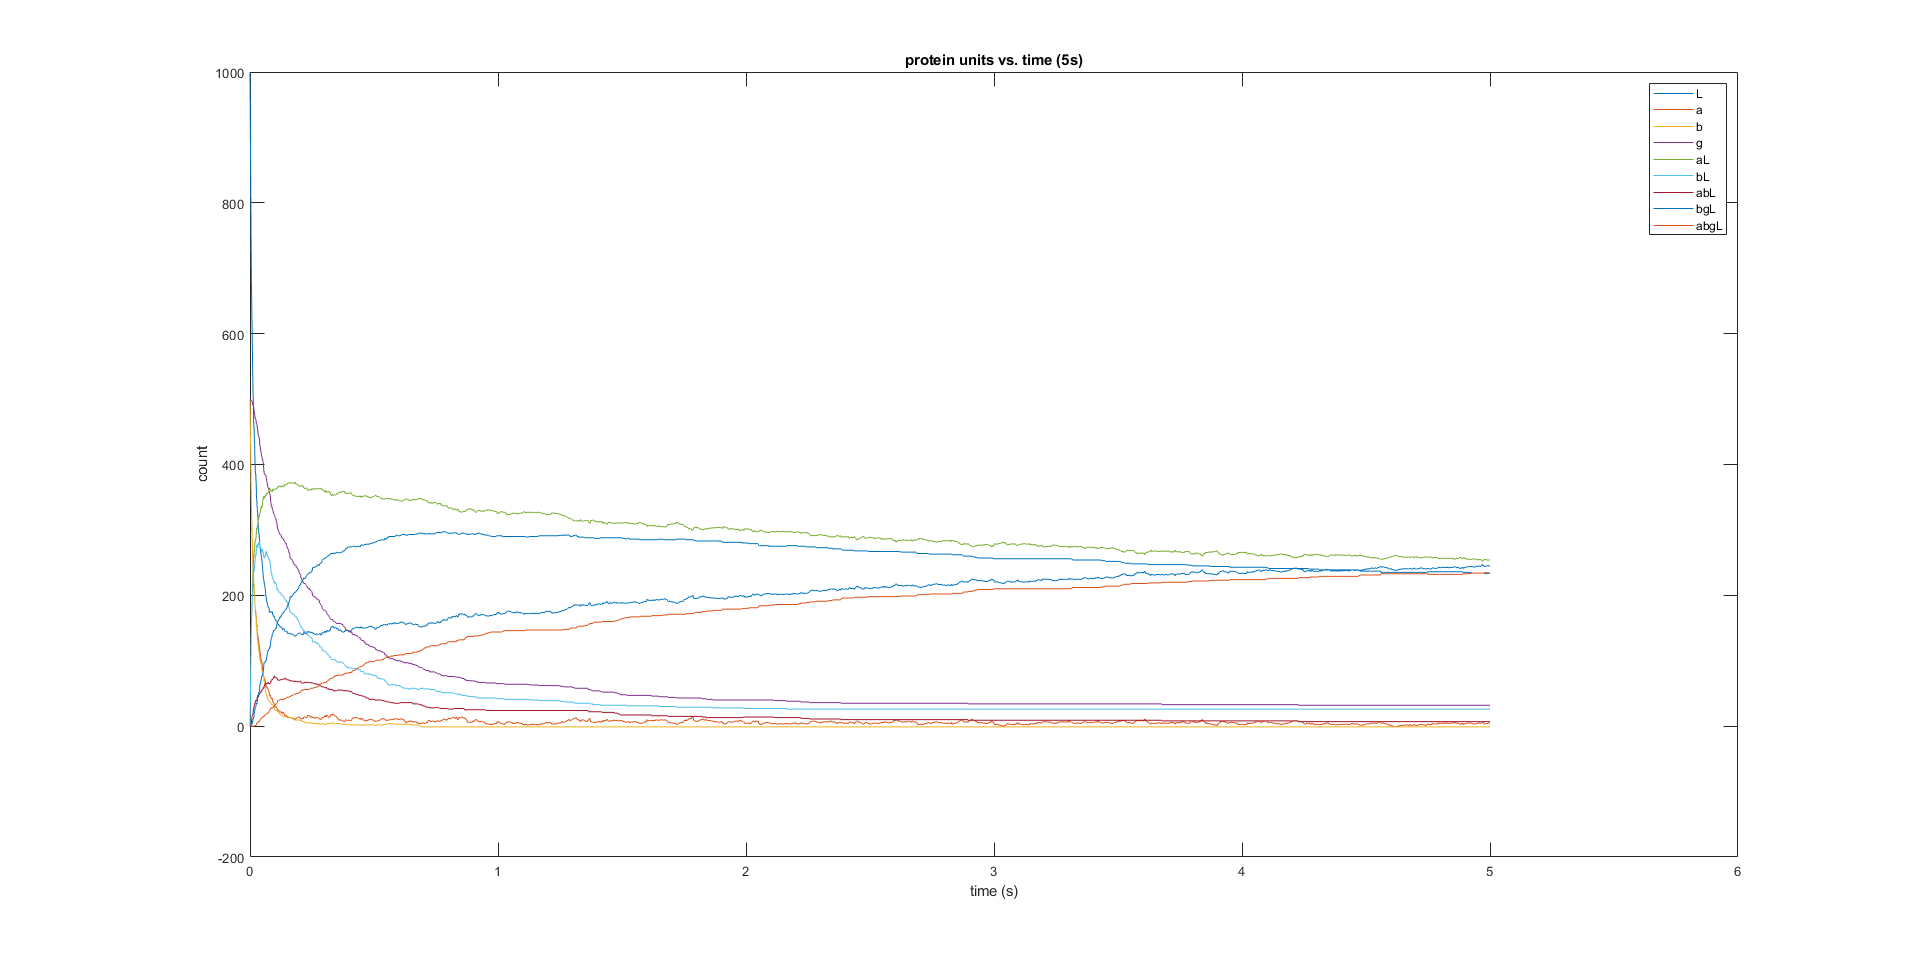 protein units vs. time (5s)
1000
800
600
400
200
0
-200
count
0 1 2 3 4 5 6
time (s)
L
a
b
g
aL
bL
abL
bgL
abgL